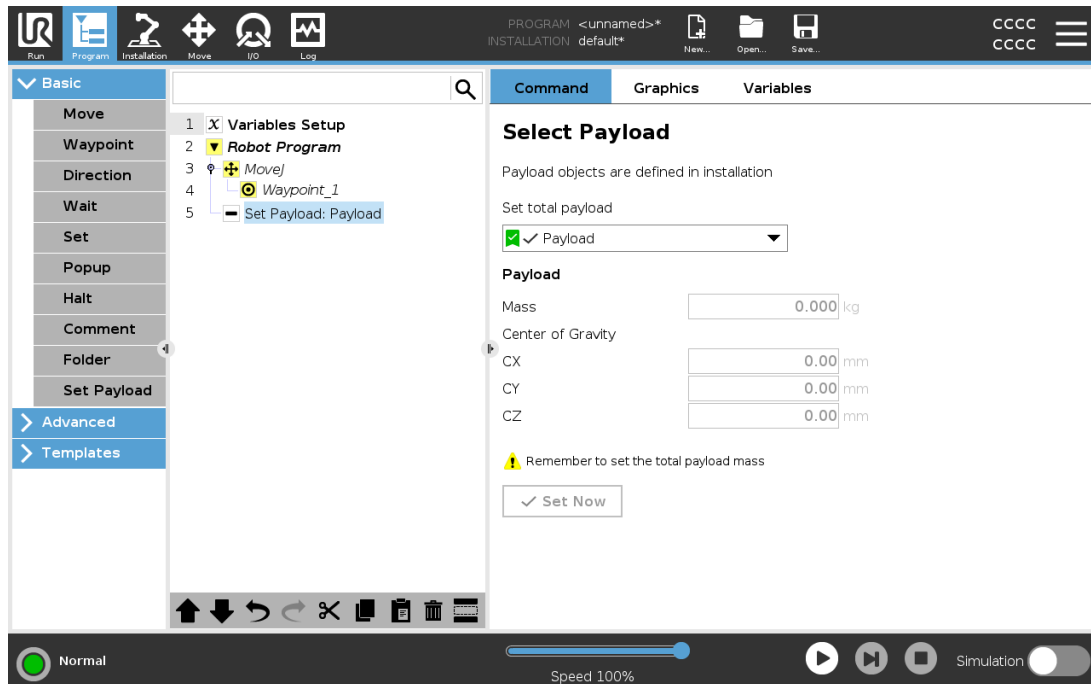 PROGRAM <unnamed>*
INSTALLATION default*
CCCC
CCCC
Run Program Installation Move I/O Log New... Open... Save...
Basic
Move
Waypoint
Direction
Wait
Set
Popup
Halt
Comment
Folder
Set Payload
Advanced
Templates
1 X Variables Setup
2 Robot Program
3 MoveJ
4 Waypoint_1
5 Set Payload: Payload
Command Graphics Variables
Select Payload
Payload objects are defined in installation
Set total payload
Payload
Payload
Mass 0.000 kg
Center of Gravity
CX 0.00 mm
CY 0.00 mm
CZ 0.00 mm
Remember to set the total payload mass
Set Now
Normal
Speed 100%
Simulation